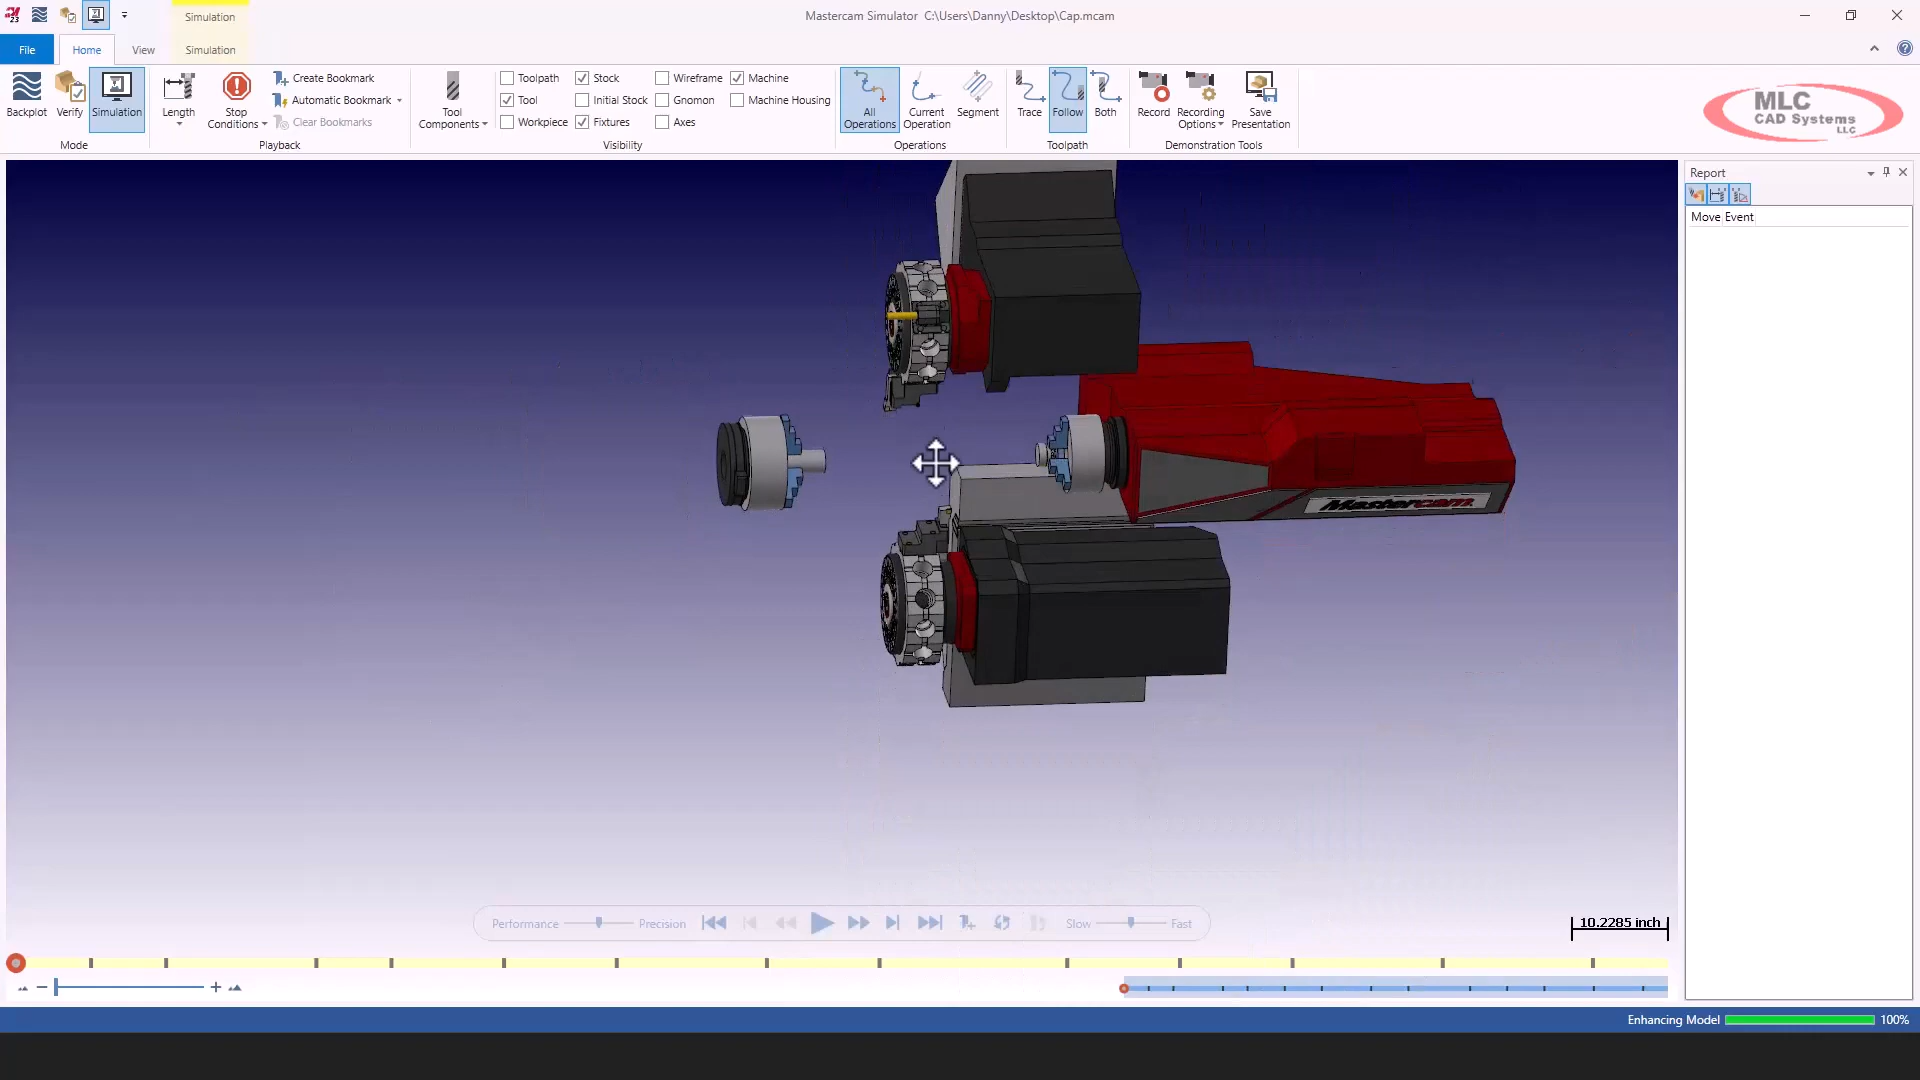 23
Simulation
Mastercam Simulator C:\Users\Danny\Desktop\Cap.mcam
File
Home
View
Simulation
Backplot
Verify
Simulation
Mode
Length
Stop
Conditions
Create Bookmark
Automatic Bookmark
Clear Bookmarks
Playback
Tool
Components
Toolpath
Tool
Workpiece
Stock
Initial Stock
Fixtures
Wireframe
Gnomon
Axes
Machine
Machine Housing
Visibility
All
Operations
Current
Operation
Segment
Operations
Trace
Follow
Both
Toolpath
Record
Recording
Options
Save
Presentation
Demonstration Tools
MLC
CAD Systems
LLC
Report
Move Event
Mastercam
Performance
Precision
Slow
Fast
10.2285 inch
Enhancing Model
100%